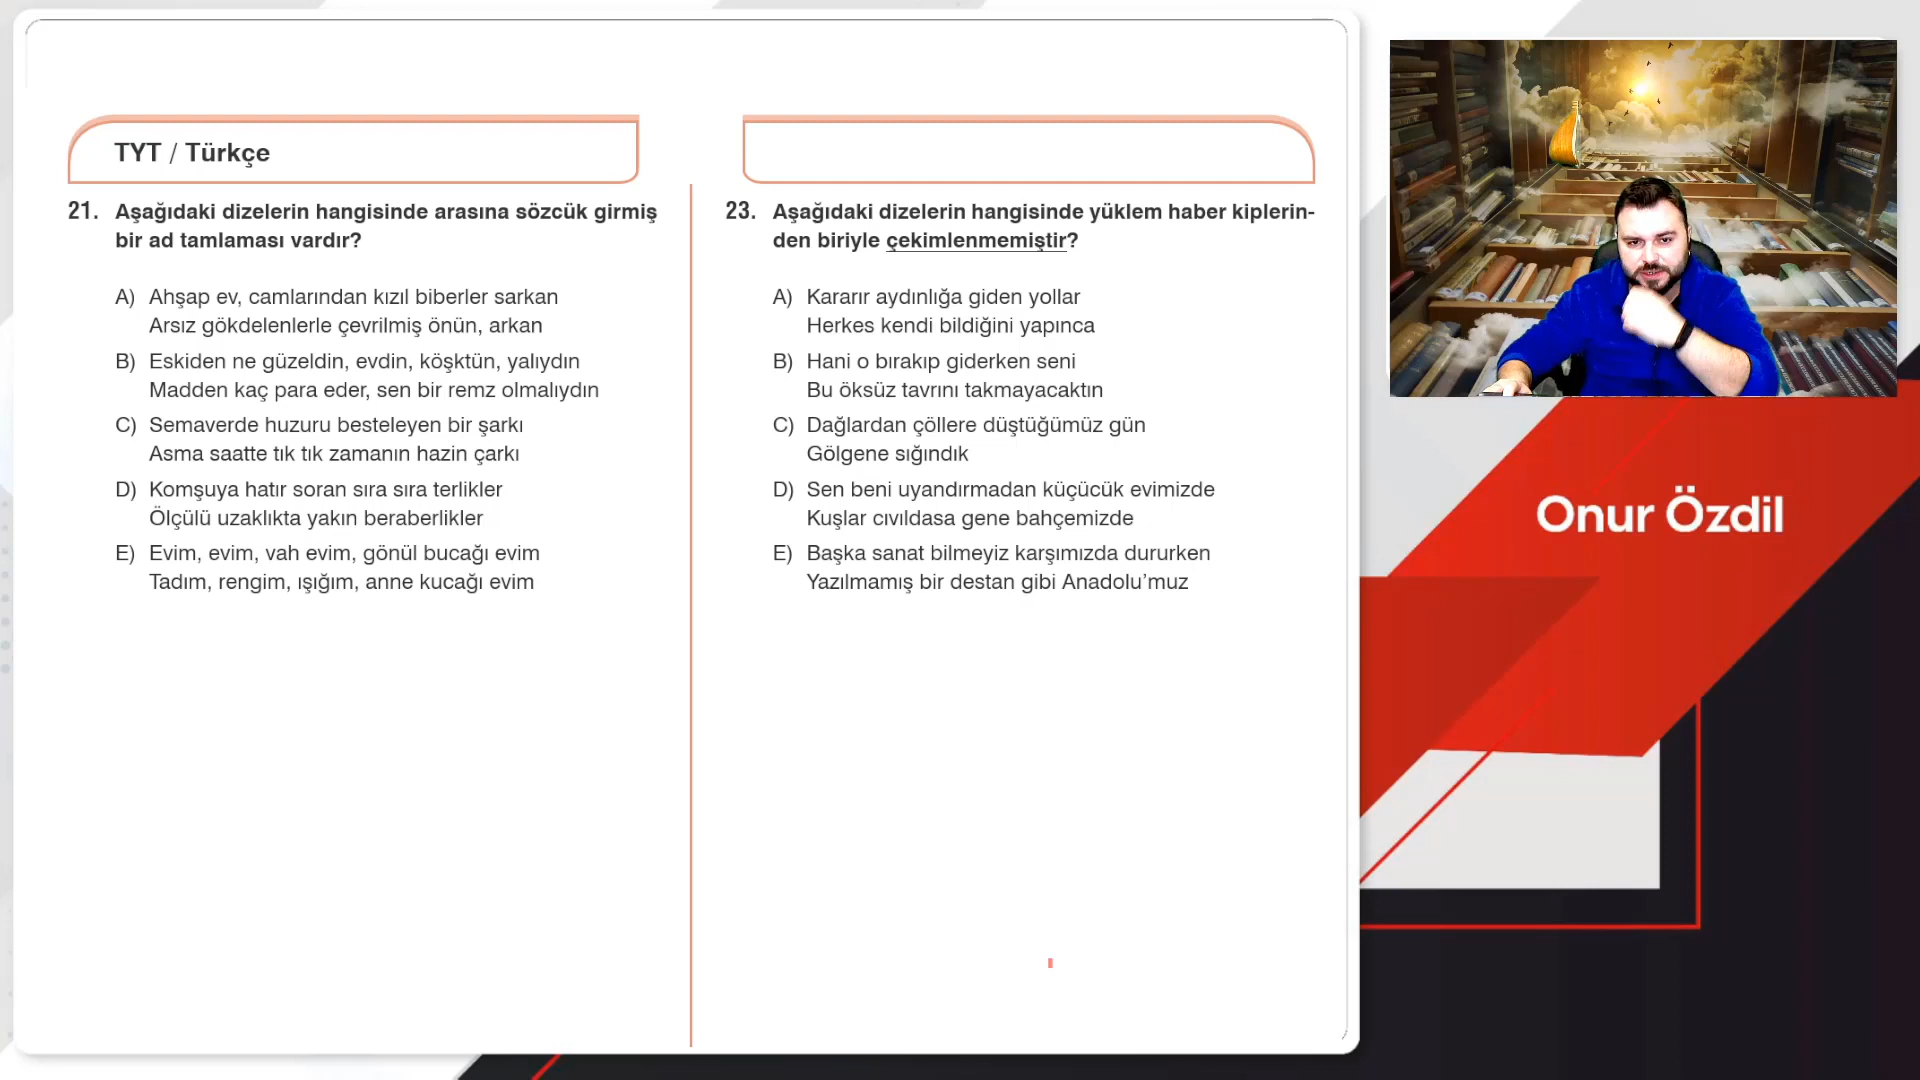 TYT / Türkçe
21. Aşağıdaki dizelerin hangisinde arasına sözcük girmiş
bir ad tamlaması vardır?
A) Ahşap ev, camlarından kızıl biberler sarkan
Arsız gökdelenlerle çevrilmiş önün, arkan
B) Eskiden ne güzeldin, evdin, köşktün, yalıydın
Madden kaç para eder, sen bir remz olmalıydın
C) Semaverde huzuru besteleyen bir şarkı
Asma saatte tık tık zamanın hazin çarkı
D) Komşuya hatır soran sıra sıra terlikler
Ölçülü uzaklıkta yakın beraberlikler
E) Evim, evim, vah evim, gönül bucağı evim
Tadım, rengim, ışığım, anne kucağı evim
23. Aşağıdaki dizelerin hangisinde yüklem haber kiplerin-
den biriyle çekimlenmemiştir?
A) Kararır aydınlığa giden yollar
Herkes kendi bildiğini yapınca
B) Hani o bırakıp giderken seni
Bu öksüz tavrını takmayacaktın
C) Dağlardan çöllere düştüğümüz gün
Gölgene sığındık
D) Sen beni uyandırmadan küçücük evimizde
Kuşlar cıvıldasa gene bahçemizde
E) Başka sanat bilmeyiz karşımızda dururken
Yazılmamış bir destan gibi Anadolu’muz
Onur Özdil